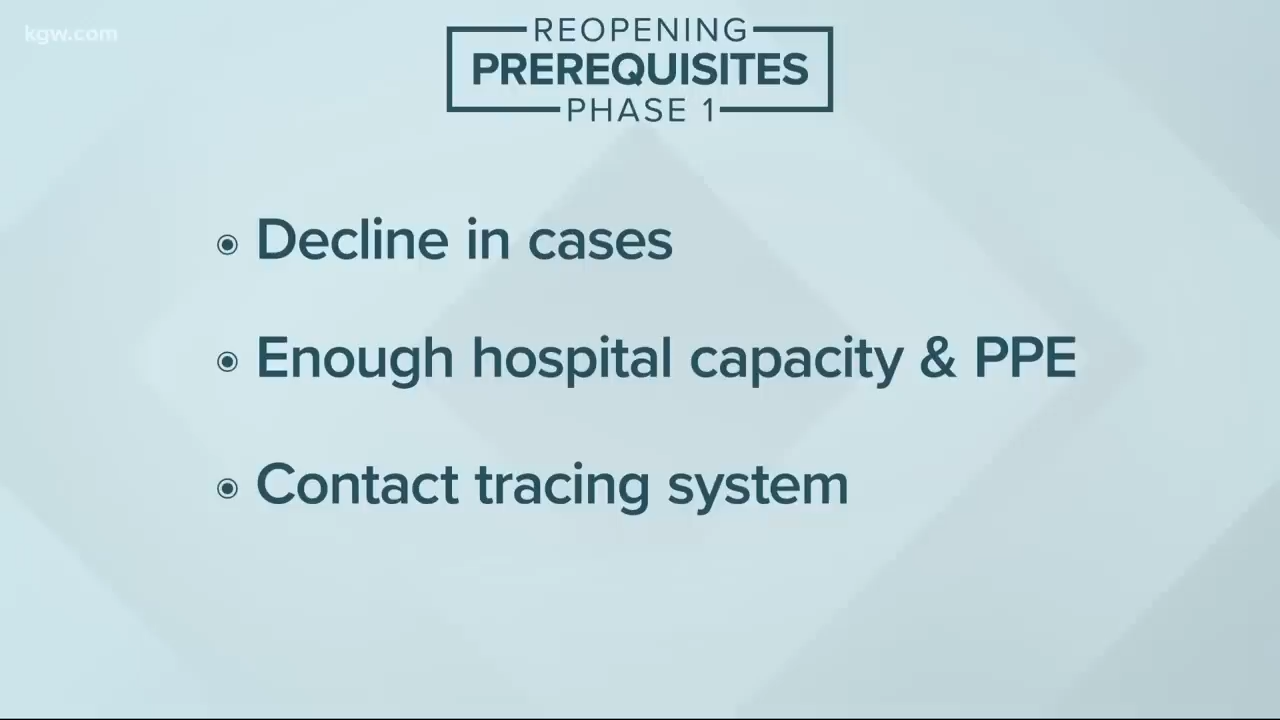 kgw.com
REOPENING
PREREQUISITES
PHASE 1
Decline in cases
Enough hospital capacity & PPE
Contact tracing system